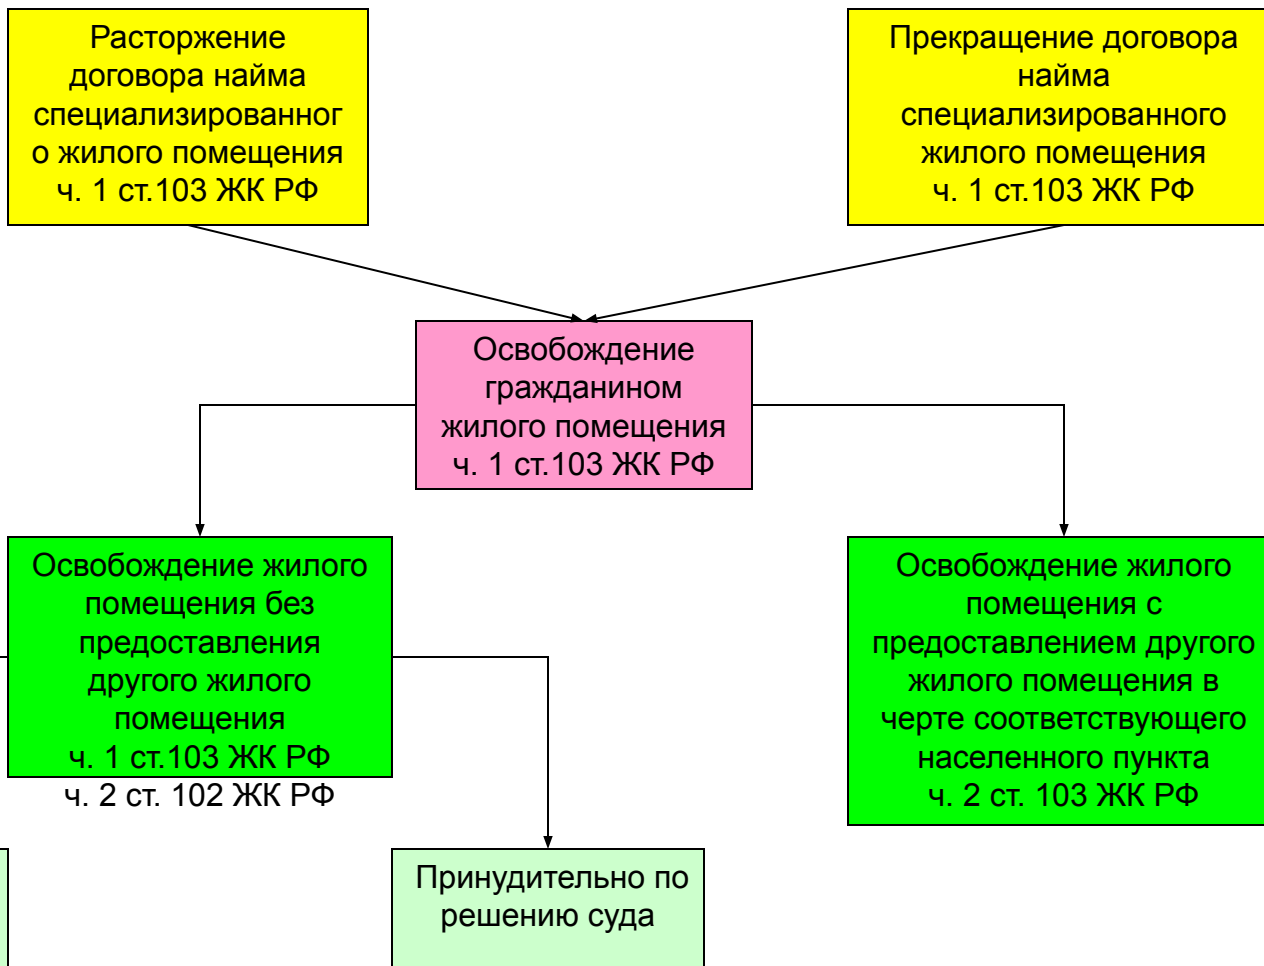 Расторжение
договора найма
специализированног
о жилого помещения
ч. 1 ст.103 ЖК РФ
Прекращение договора
найма
специализированного
жилого помещения
ч. 1 ст.103 ЖК РФ
Освобождение
гражданином
жилого помещения
ч. 1 ст.103 ЖК РФ
Освобождение жилого
помещения без
предоставления
другого жилого
помещения
ч. 1 ст.103 ЖК РФ
ч. 2 ст. 102 ЖК РФ
Освобождение жилого
помещения с
предоставлением другого
жилого помещения в
черте соответствующего
населенного пункта
ч. 2 ст. 103 ЖК РФ
Принудительно по
решению суда